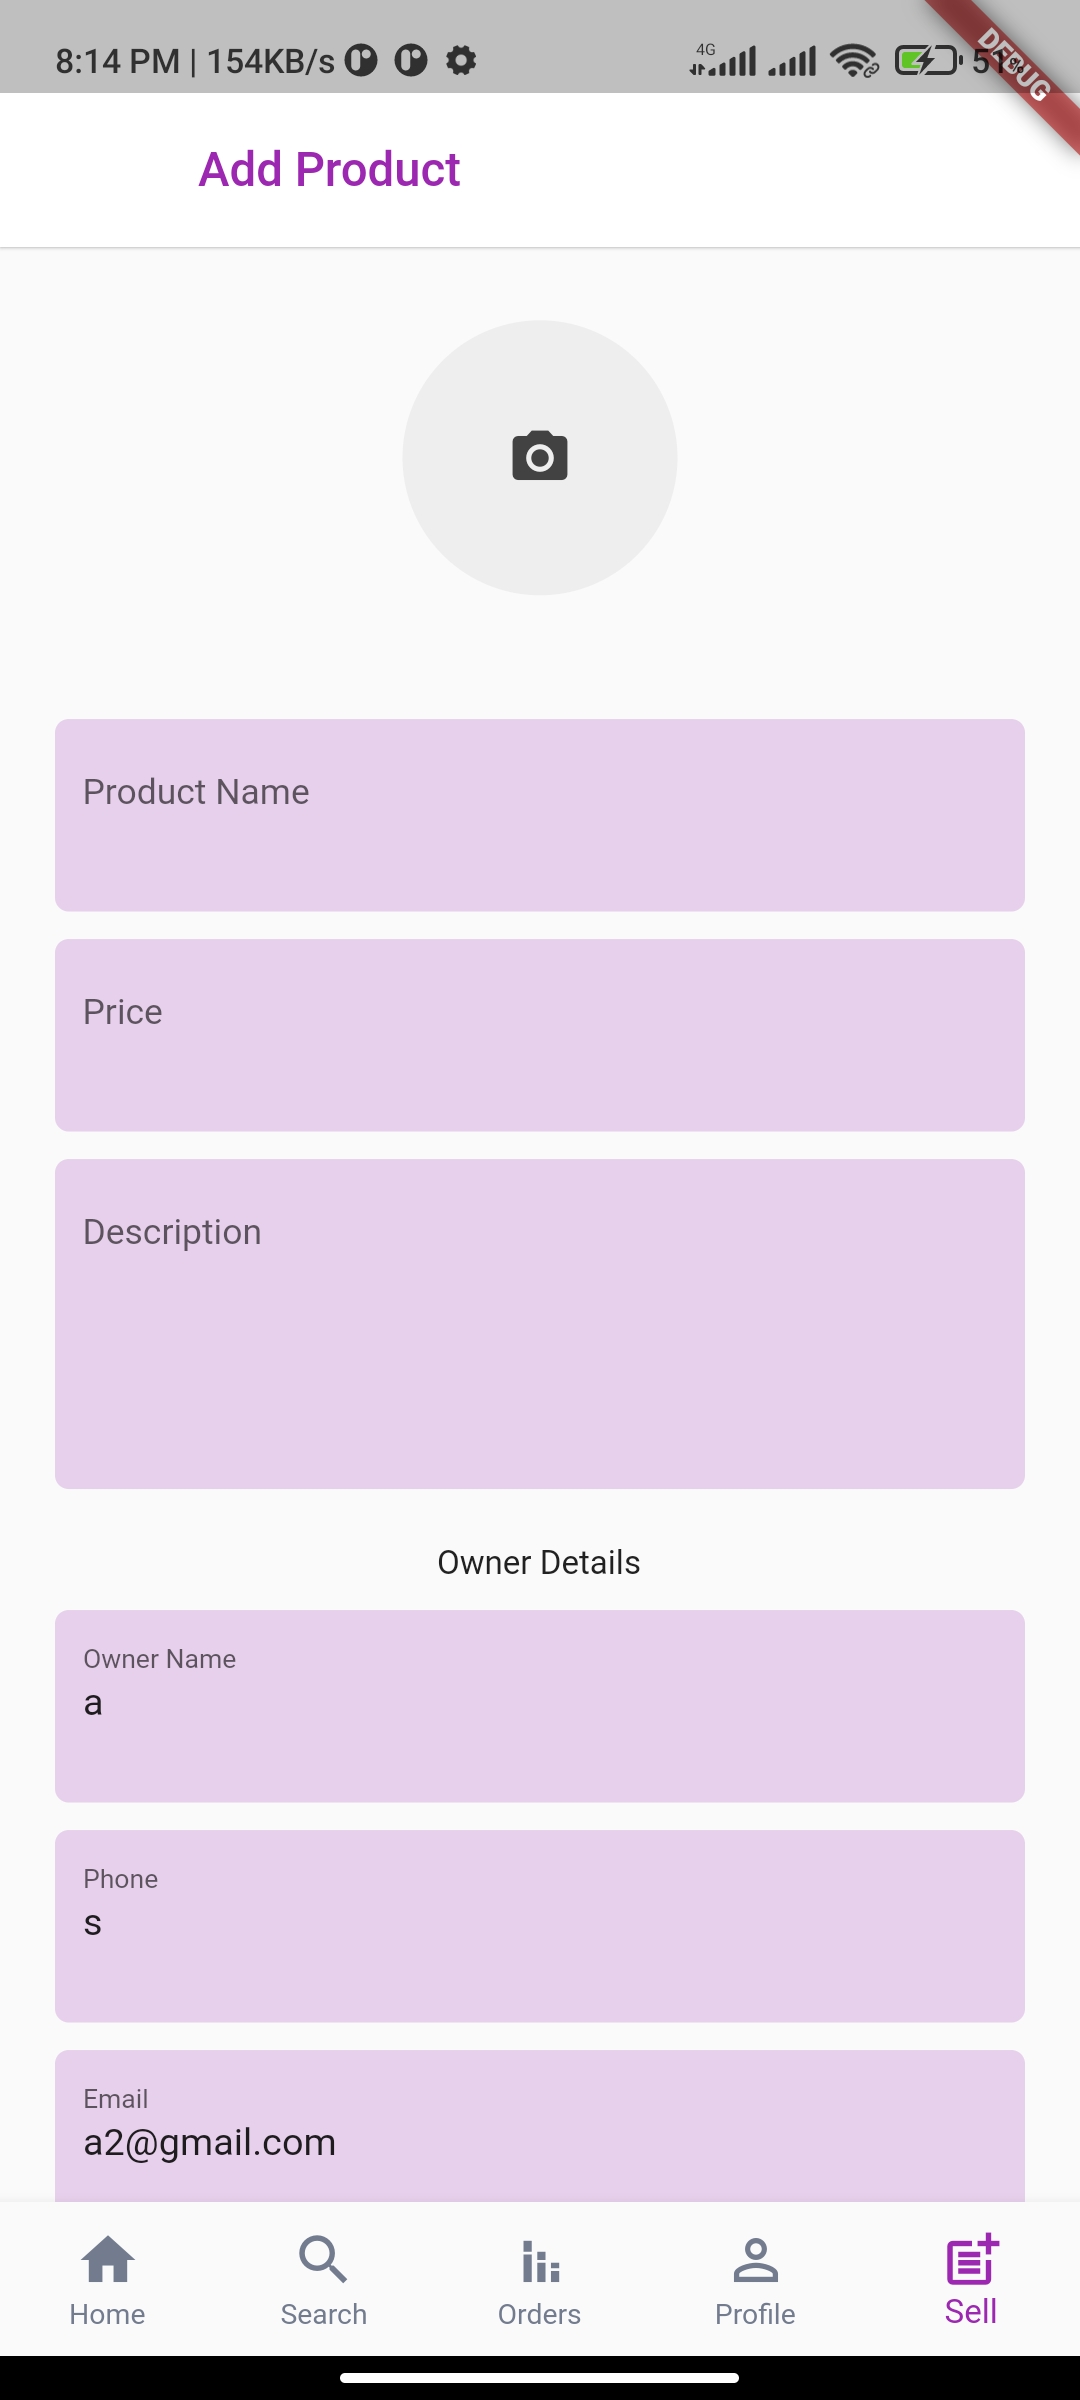 8:14 PM | 154KB/s 4G 51%
DEBUG
Add Product
Product Name
Price
Description
Owner Details
Owner Name
a
Phone
s
Email
a2@gmail.com
Home Search Orders Profile Sell